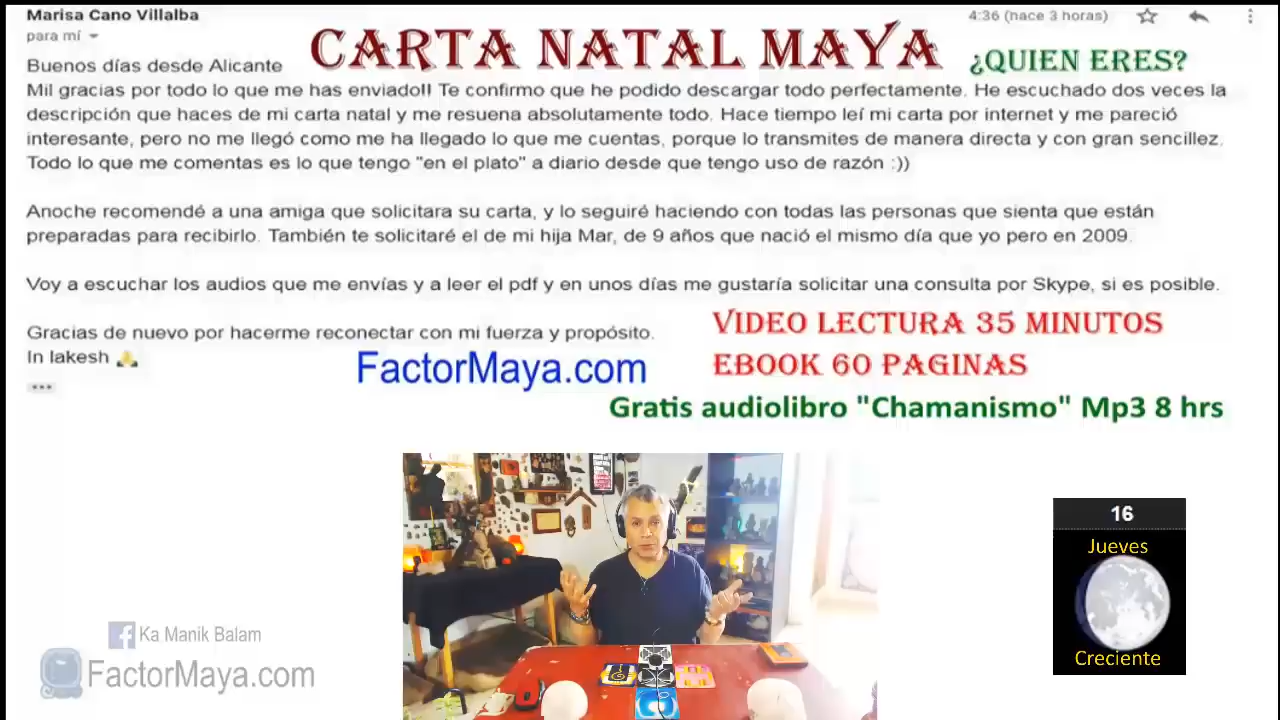 Marisa Cano Villalba
4:36 (hace 3 horas)
para mí
CARTA NATAL MAYA
¿QUIEN ERES?
Buenos días desde Alicante
Mil gracias por todo lo que me has enviado!! Te confirmo que he podido descargar todo perfectamente. He escuchado dos veces la
descripción que haces de mi carta natal y me resuena absolutamente todo. Hace tiempo leí mi carta por internet y me pareció
interesante, pero no me llegó como me ha llegado lo que me cuentas, porque lo transmites de manera directa y con gran sencillez.
Todo lo que me comentas es lo que tengo "en el plato" a diario desde que tengo uso de razón :))
Anoche recomendé a una amiga que solicitara su carta, y lo seguiré haciendo con todas las personas que sienta que están
preparadas para recibirlo. También te solicitaré el de mi hija Mar, de 9 años que nació el mismo día que yo pero en 2009.
Voy a escuchar los audios que me envías y a leer el pdf y en unos días me gustaría solicitar una consulta por Skype, si es posible.
Gracias de nuevo por hacerme reconectar con mi fuerza y propósito.
In lakesh 🙏
VIDEO LECTURA 35 MINUTOS
EBOOK 60 PAGINAS
FactorMaya.com
Gratis audiolibro "Chamanismo" Mp3 8 hrs
16
Jueves
Creciente
Ka Manik Balam
FactorMaya.com